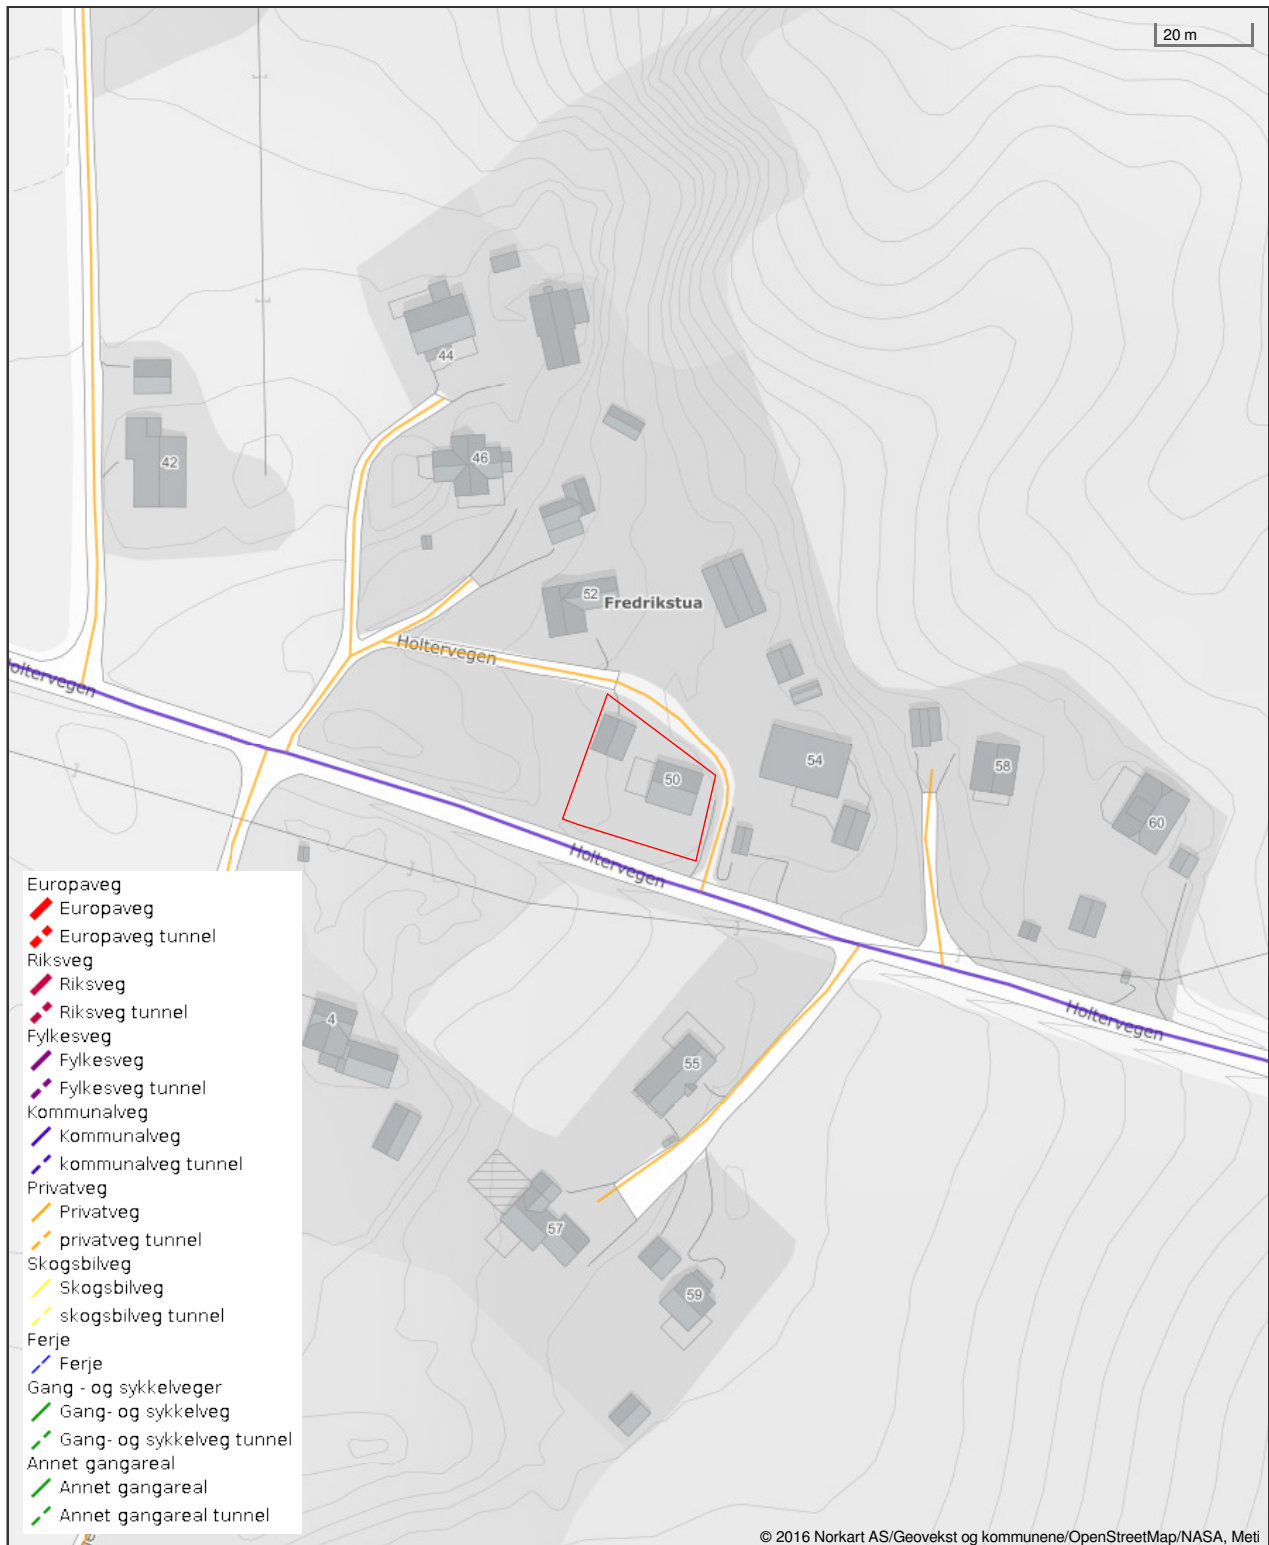 20 m
44
42
46
52
Fredrikstua
Holtervegen
oltervegen
54
50
58
60
Holtervegen
Holtervegen
4
55
57
59
Europaveg
Europaveg
Europaveg tunnel
Riksveg
Riksveg
Riksveg tunnel
Fylkesveg
Fylkesveg
Fylkesveg tunnel
Kommunalveg
Kommunalveg
kommunalveg tunnel
Privatveg
Privatveg
privatveg tunnel
Skogsbilveg
Skogsbilveg
skogsbilveg tunnel
Ferje
Ferje
Gang - og sykkelveger
Gang- og sykkelveg
Gang- og sykkelveg tunnel
Annet gangareal
Annet gangareal
Annet gangareal tunnel
© 2016 Norkart AS/Geovekst og kommunene/OpenStreetMap/NASA, Meti